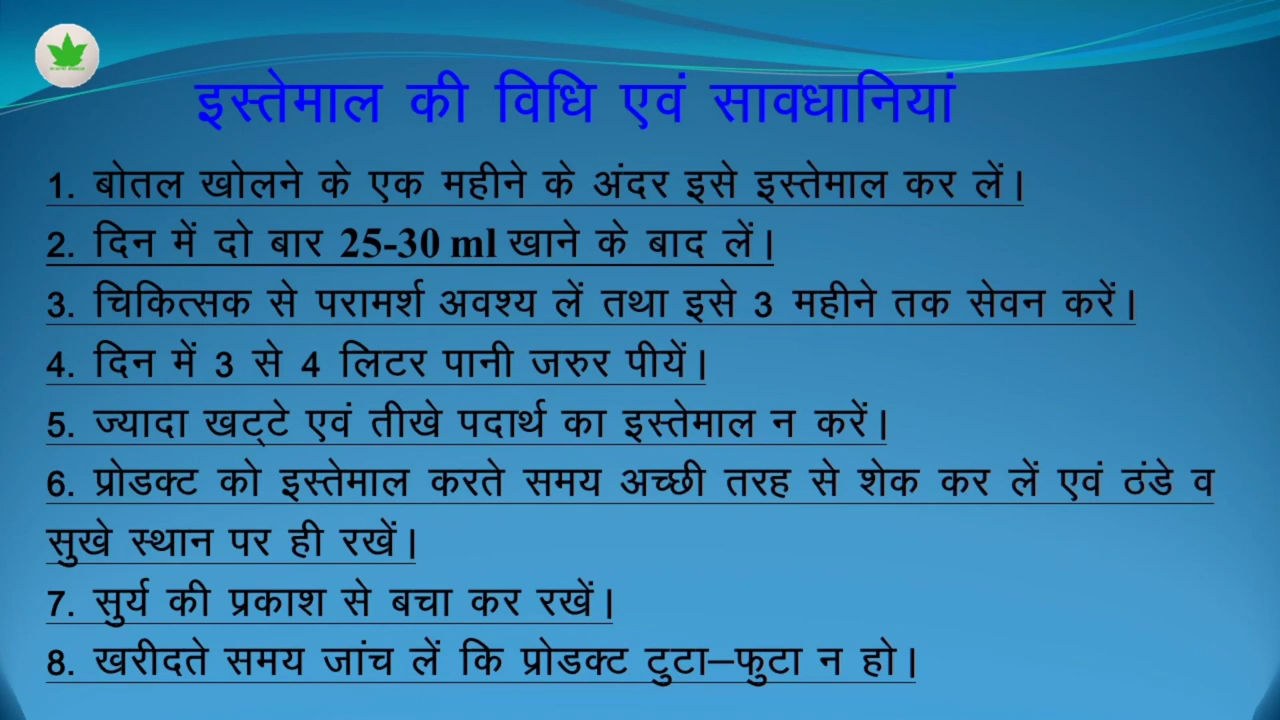 इस्तेमाल की विधि एवं सावधानियां
1. बोतल खोलने के एक महीने के अंदर इसे इस्तेमाल कर लें।
2. दिन में दो बार 25-30 ml खाने के बाद लें।
3. चिकित्सक से परामर्श अवश्य लें तथा इसे 3 महीने तक सेवन करें।
4. दिन में 3 से 4 लिटर पानी जरुर पीयें।
5. ज्यादा खट्टे एवं तीखे पदार्थ का इस्तेमाल न करें।
6. प्रोडक्ट को इस्तेमाल करते समय अच्छी तरह से शेक कर लें एवं ठंडे व
सुखे स्थान पर ही रखें।
7. सुर्य की प्रकाश से बचा कर रखें।
8. खरीदते समय जांच लें कि प्रोडक्ट टुटा–फुटा न हो।